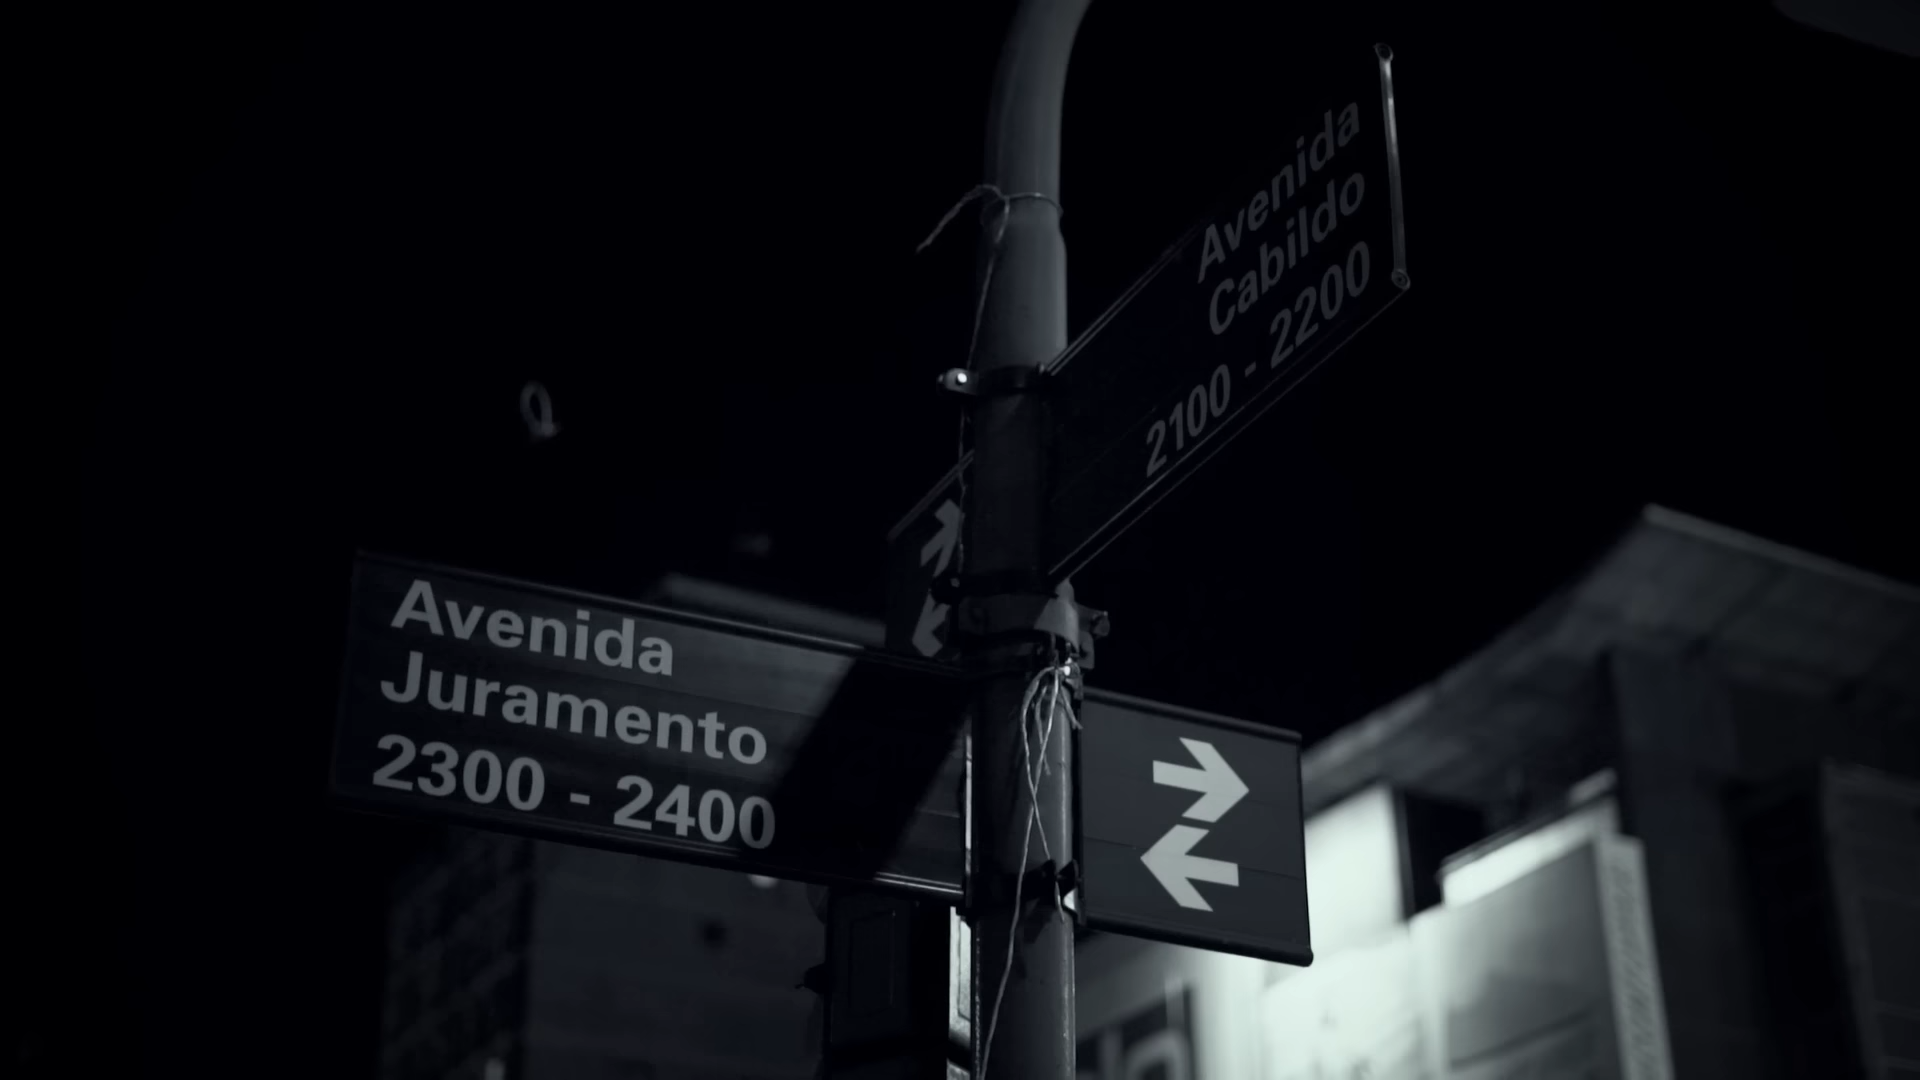 Avenida
Cabildo
2100 - 2200
Avenida
Juramento
2300 - 2400